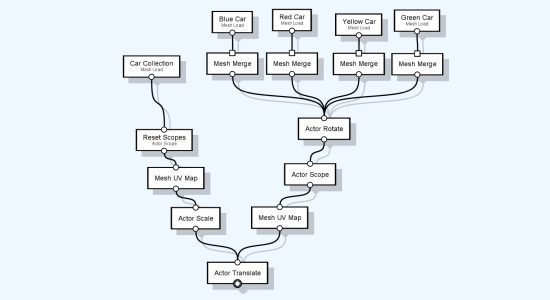 Blue Car
Mesh Load
Red Car
Mesh Load
Yellow Car
Mesh Load
Green Car
Mesh Load
Car Collection
Mesh Load
Mesh Merge
Mesh Merge
Mesh Merge
Mesh Merge
Actor Rotate
Reset Scopes
Actor Scope
Mesh UV Map
Actor Scope
Actor Scale
Mesh UV Map
Actor Translate